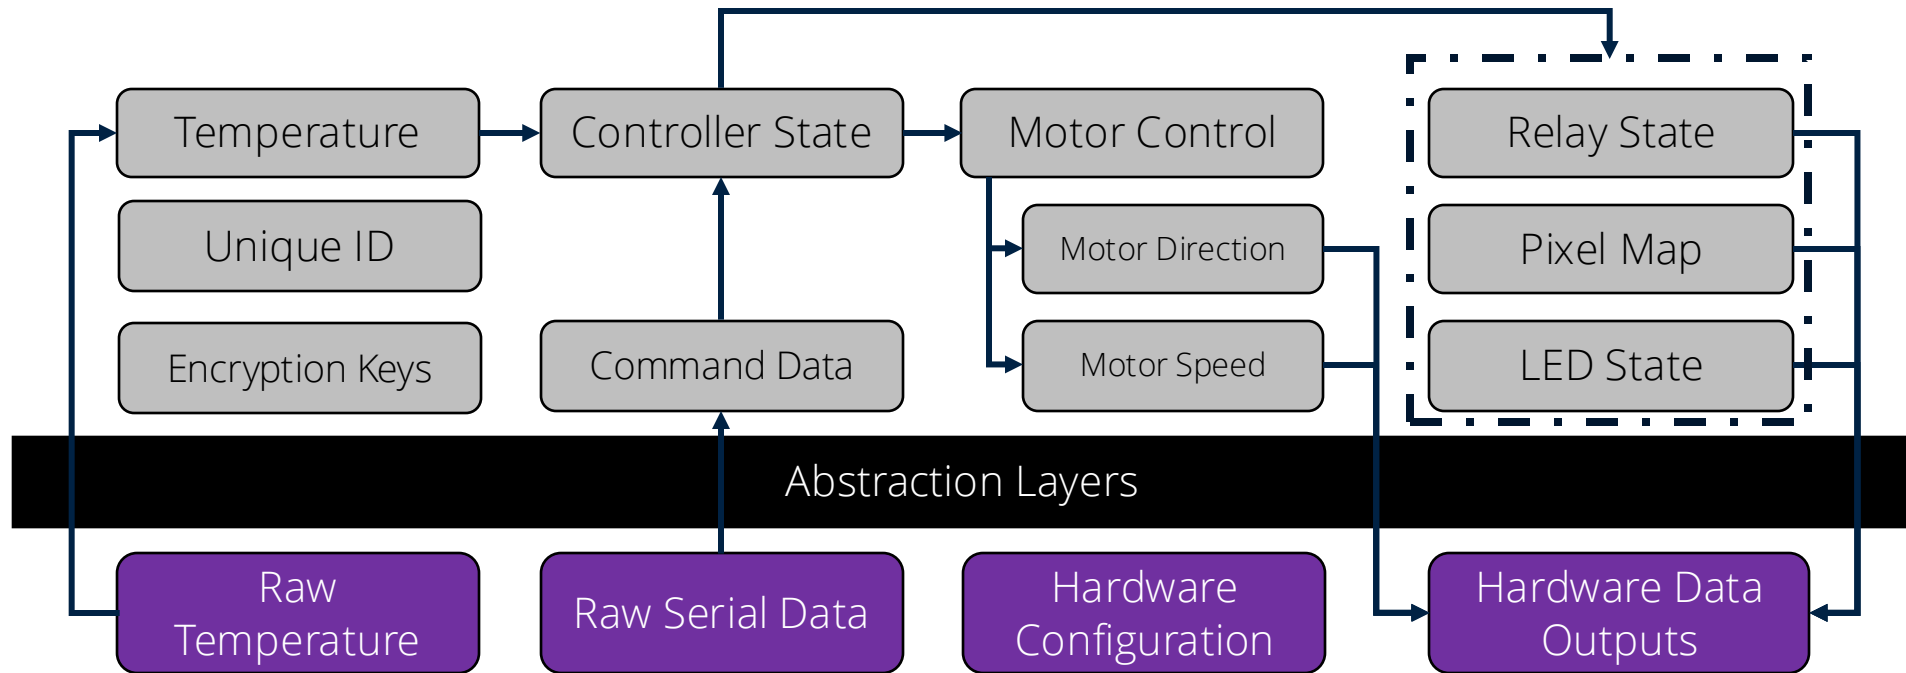 Temperature
Controller State
Motor Control
Relay State
Unique ID
Motor Direction
Pixel Map
Encryption Keys
Command Data
Motor Speed
LED State
Abstraction Layers
Raw
Temperature
Raw Serial Data
Hardware
Configuration
Hardware Data
Outputs